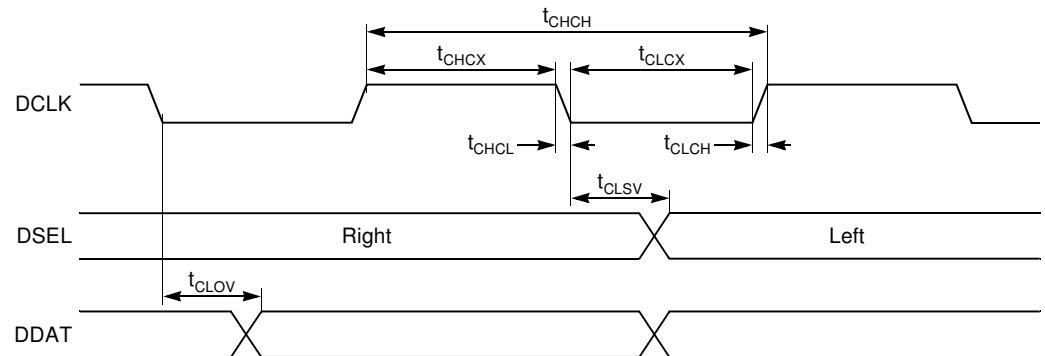 tCHCH
tCHCX tCLCX
DCLK
tCHCL tCLCH
tCLSV
DSEL Right Left
tCLOV
DDAT